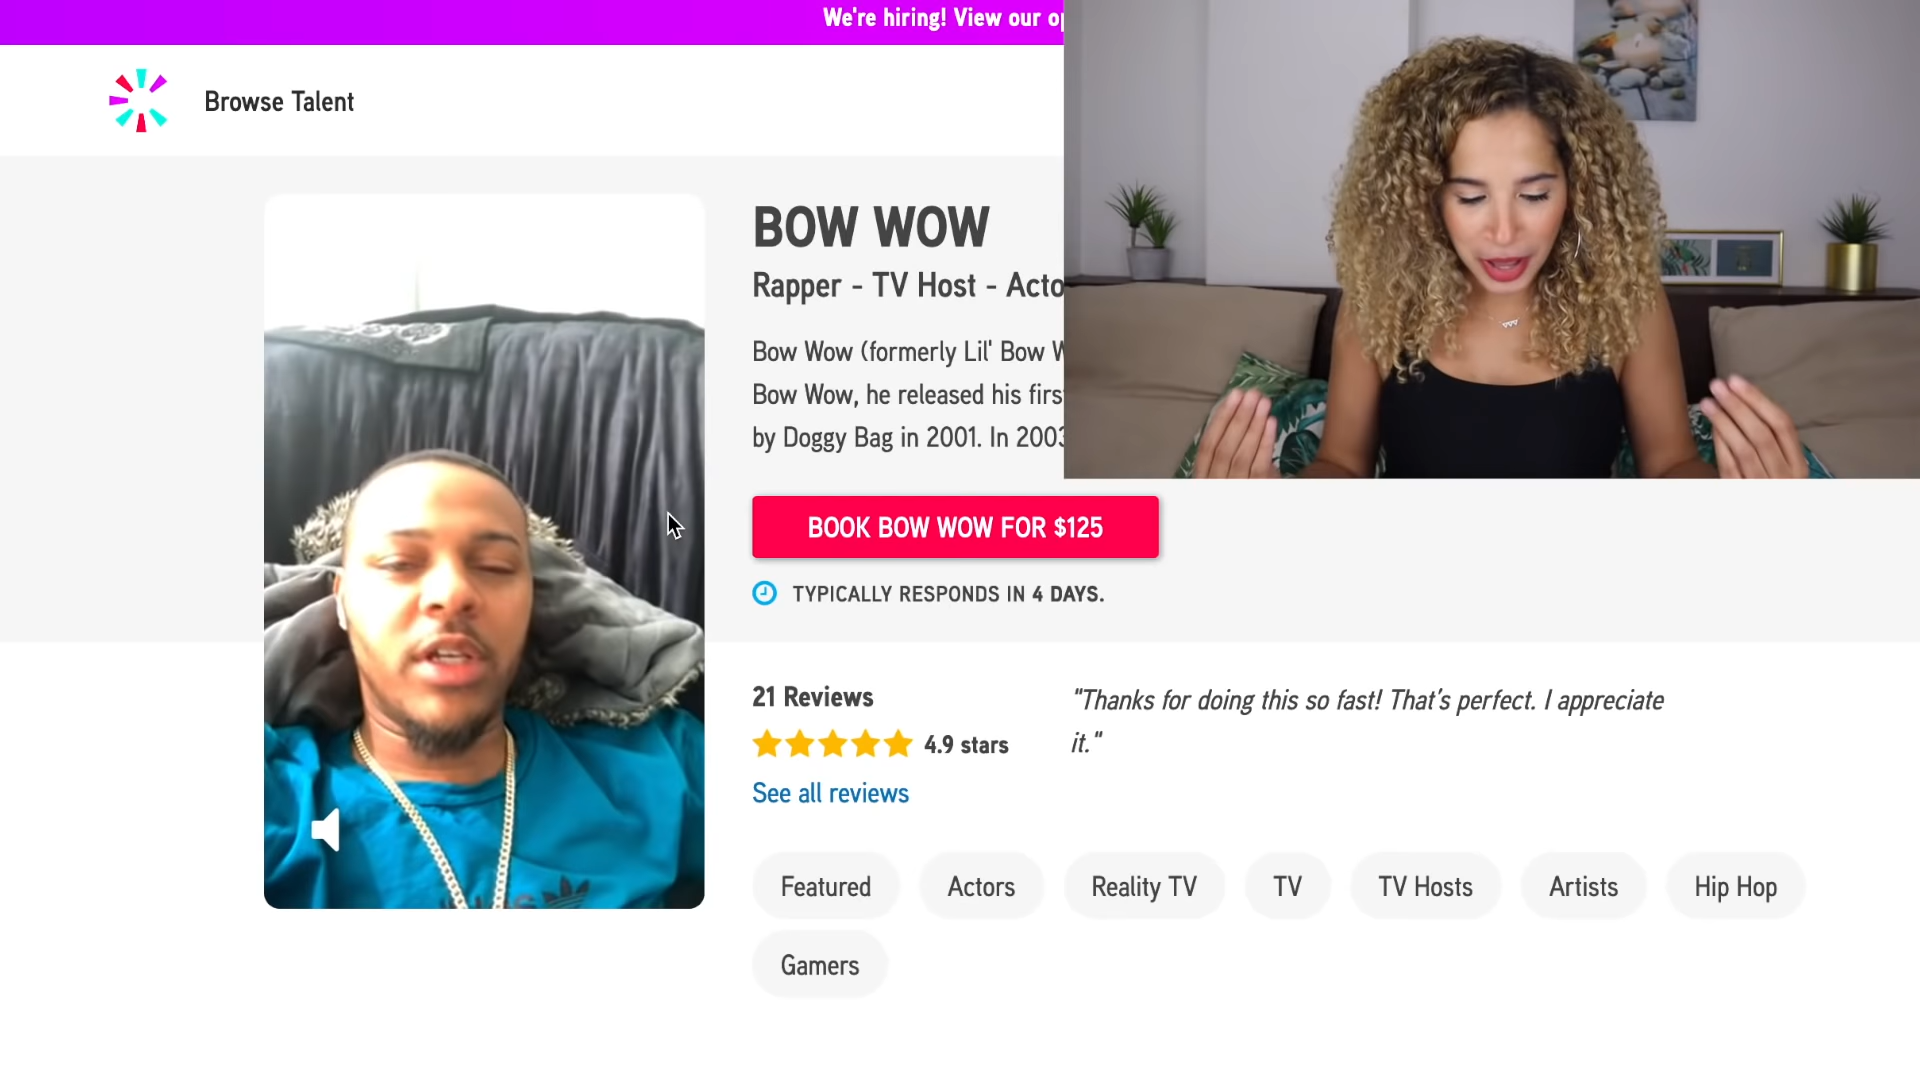 We're hiring! View our
Browse Talent
BOW WOW
Rapper - TV Host - Acto
Bow Wow (formerly Lil' Bow
Bow Wow, he released his firs
by Doggy Bag in 2001. In 2003
BOOK BOW WOW FOR $125
TYPICALLY RESPONDS IN 4 DAYS.
21 Reviews
4.9 stars
See all reviews
"Thanks for doing this so fast! That's perfect. I appreciate
it."
Featured
Actors
Reality TV
TV
TV Hosts
Artists
Hip Hop
Gamers